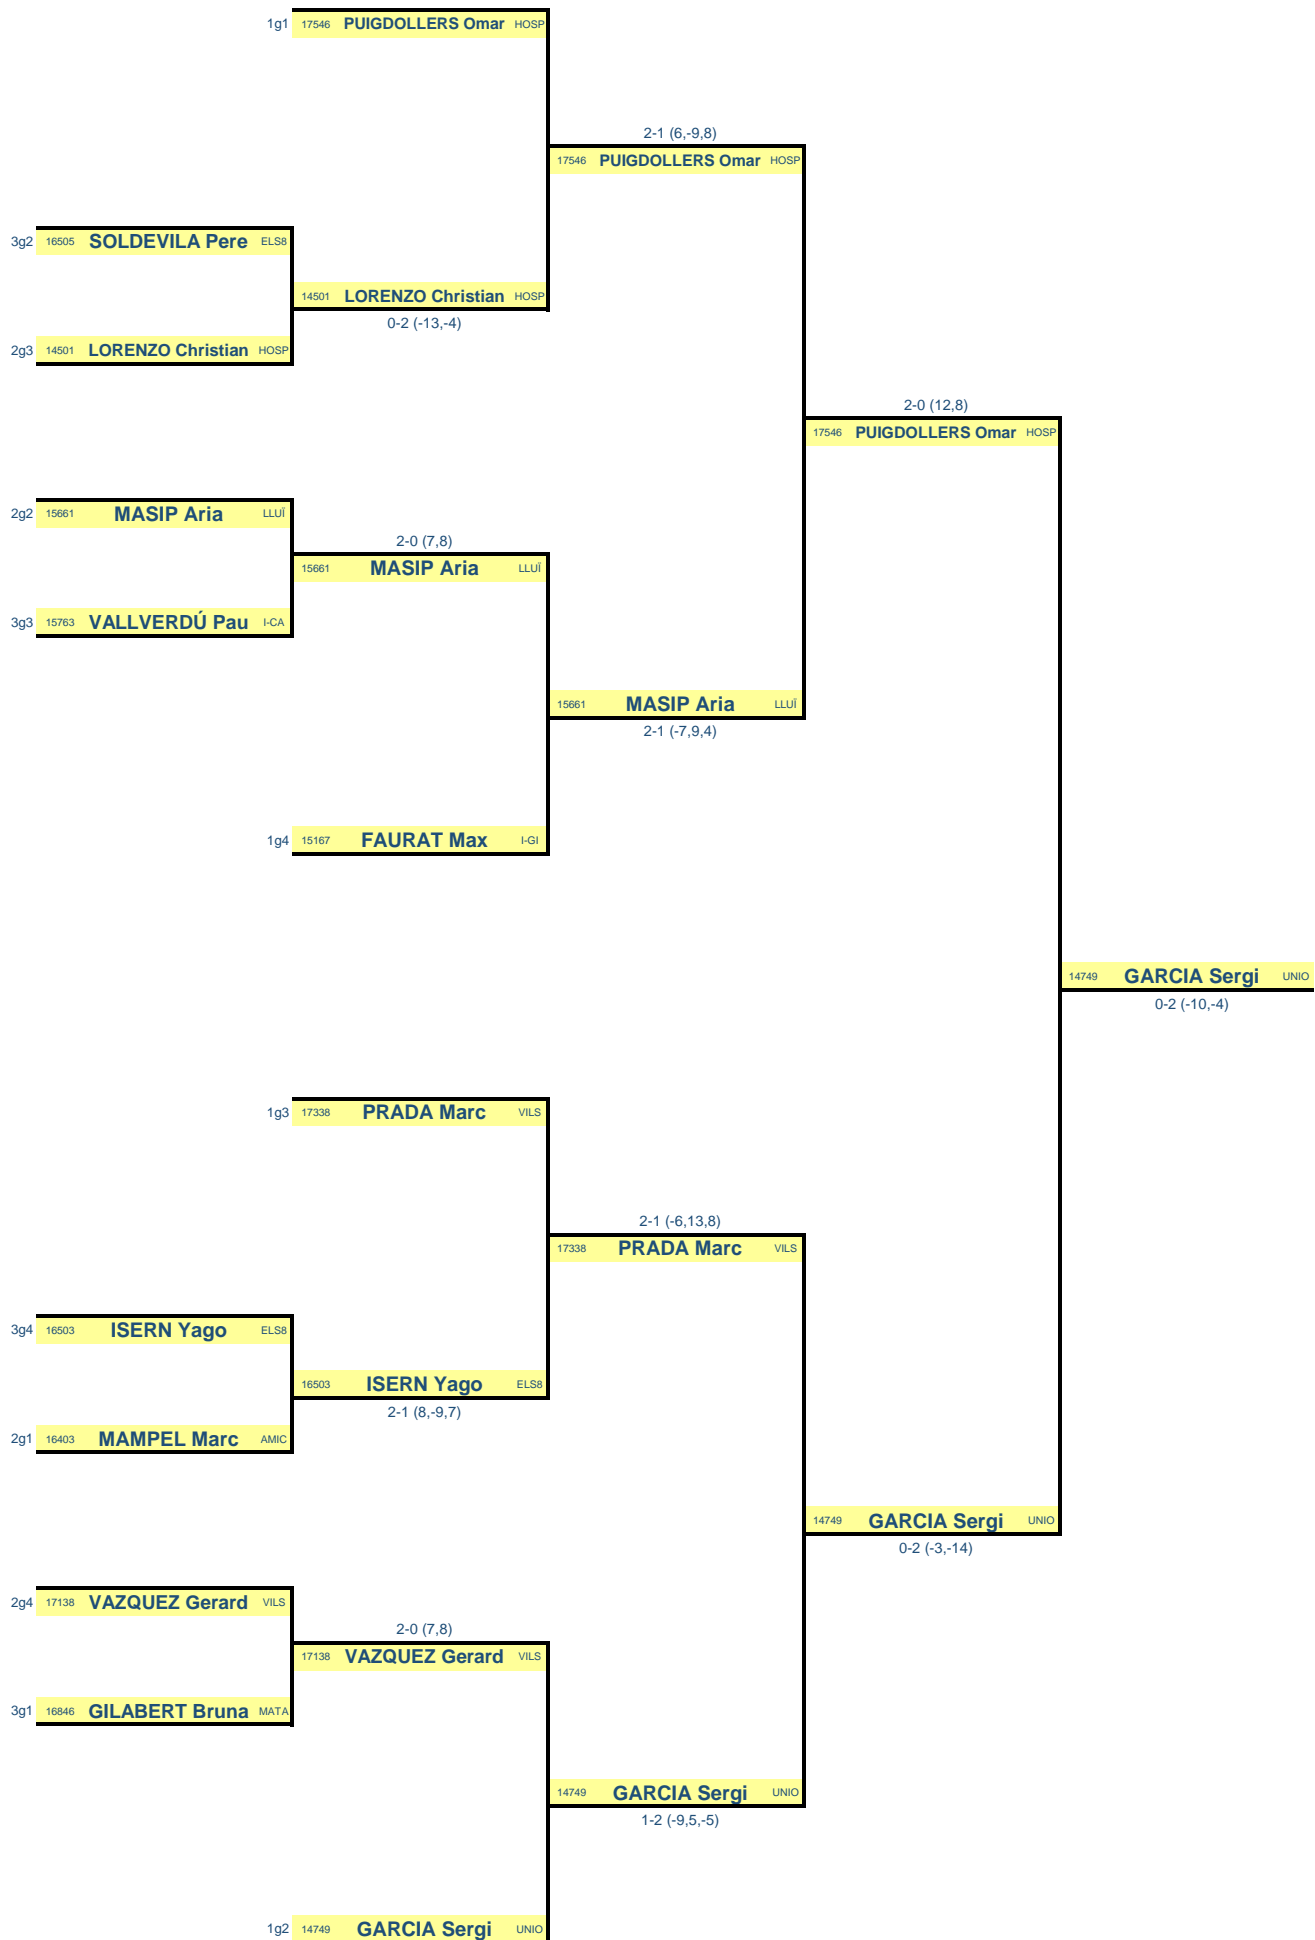 1g1 17546 PUIGDOLLERS Omar HOSP
2-1 (6,-9,8)
17546 PUIGDOLLERS Omar HOSP
3g2 16505 SOLDEVILA Pere ELS8
14501 LORENZO Christian HOSP
0-2 (-13,-4)
2g3 14501 LORENZO Christian HOSP
2-0 (12,8)
17546 PUIGDOLLERS Omar HOSP
2g2 15661 MASIP Aria LLUÏ
2-0 (7,8)
15661 MASIP Aria LLUÏ
3g3 15763 VALLVERDÚ Pau I-CA
15661 MASIP Aria LLUÏ
2-1 (-7,9,4)
1g4 15167 FAURAT Max I-GI
14749 GARCIA Sergi UNIO
0-2 (-10,-4)
1g3 17338 PRADA Marc VILS
2-1 (-6,13,8)
17338 PRADA Marc VILS
3g4 16503 ISERN Yago ELS8
16503 ISERN Yago ELS8
2-1 (8,-9,7)
2g1 16403 MAMPEL Marc AMIC
14749 GARCIA Sergi UNIO
0-2 (-3,-14)
2g4 17138 VAZQUEZ Gerard VILS
2-0 (7,8)
17138 VAZQUEZ Gerard VILS
3g1 16846 GILABERT Bruna MATA
14749 GARCIA Sergi UNIO
1-2 (-9,5,-5)
1g2 14749 GARCIA Sergi UNIO